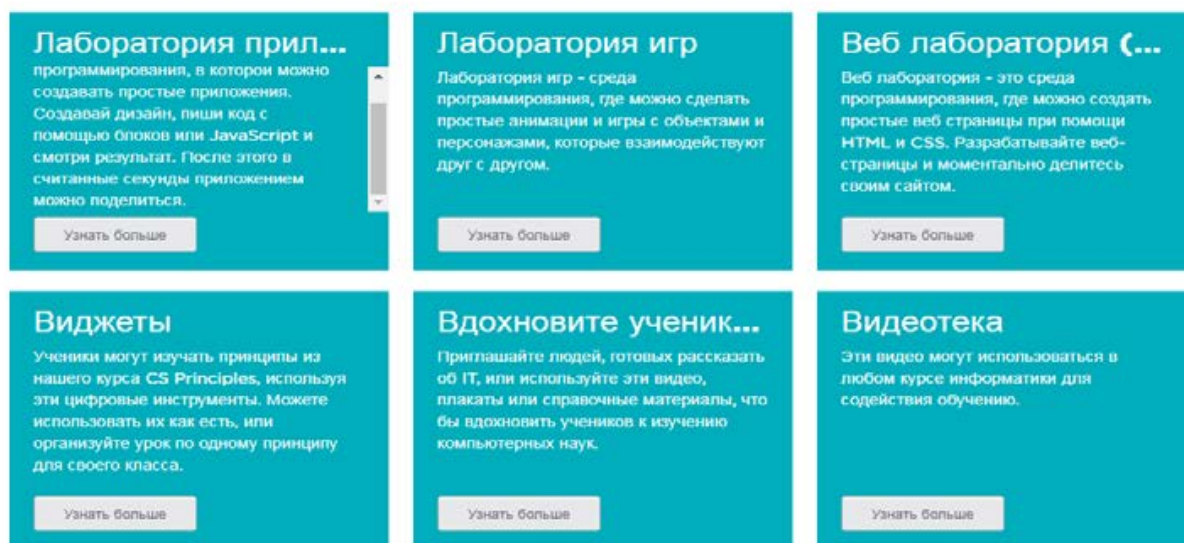 Лаборатория прил...
программирования, в которой можно
создавать простые приложения.
Создавай дизайн, пиши код с
помощью блоков или JavaScript и
смотри результат. После этого в
считанные секунды приложением
можно поделиться.
Узнать больше
Лаборатория игр
Лаборатория игр - среда
программирования, где можно сделать
простые анимации и игры с объектами и
персонажами, которые взаимодействуют
друг с другом.
Узнать больше
Веб лаборатория (...
Веб лаборатория - это среда
программирования, где можно создать
простые веб страницы при помощи
HTML и CSS. Разрабатывайте веб-
страницы и моментально делитесь
своим сайтом.
Узнать больше
Виджеты
Ученики могут изучать принципы из
нашего курса CS Principles, используя
эти цифровые инструменты. Можете
использовать их как есть, или
организуйте урок по одному принципу
для своего класса.
Узнать больше
Вдохновите ученик...
Приглашайте людей, готовых рассказать
об IT, или используйте эти видео,
плакаты или справочные материалы, что
бы вдохновить учеников к изучению
компьютерных наук.
Узнать больше
Видеотека
Эти видео могут использоваться в
любом курсе информатики для
содействия обучению.
Узнать больше